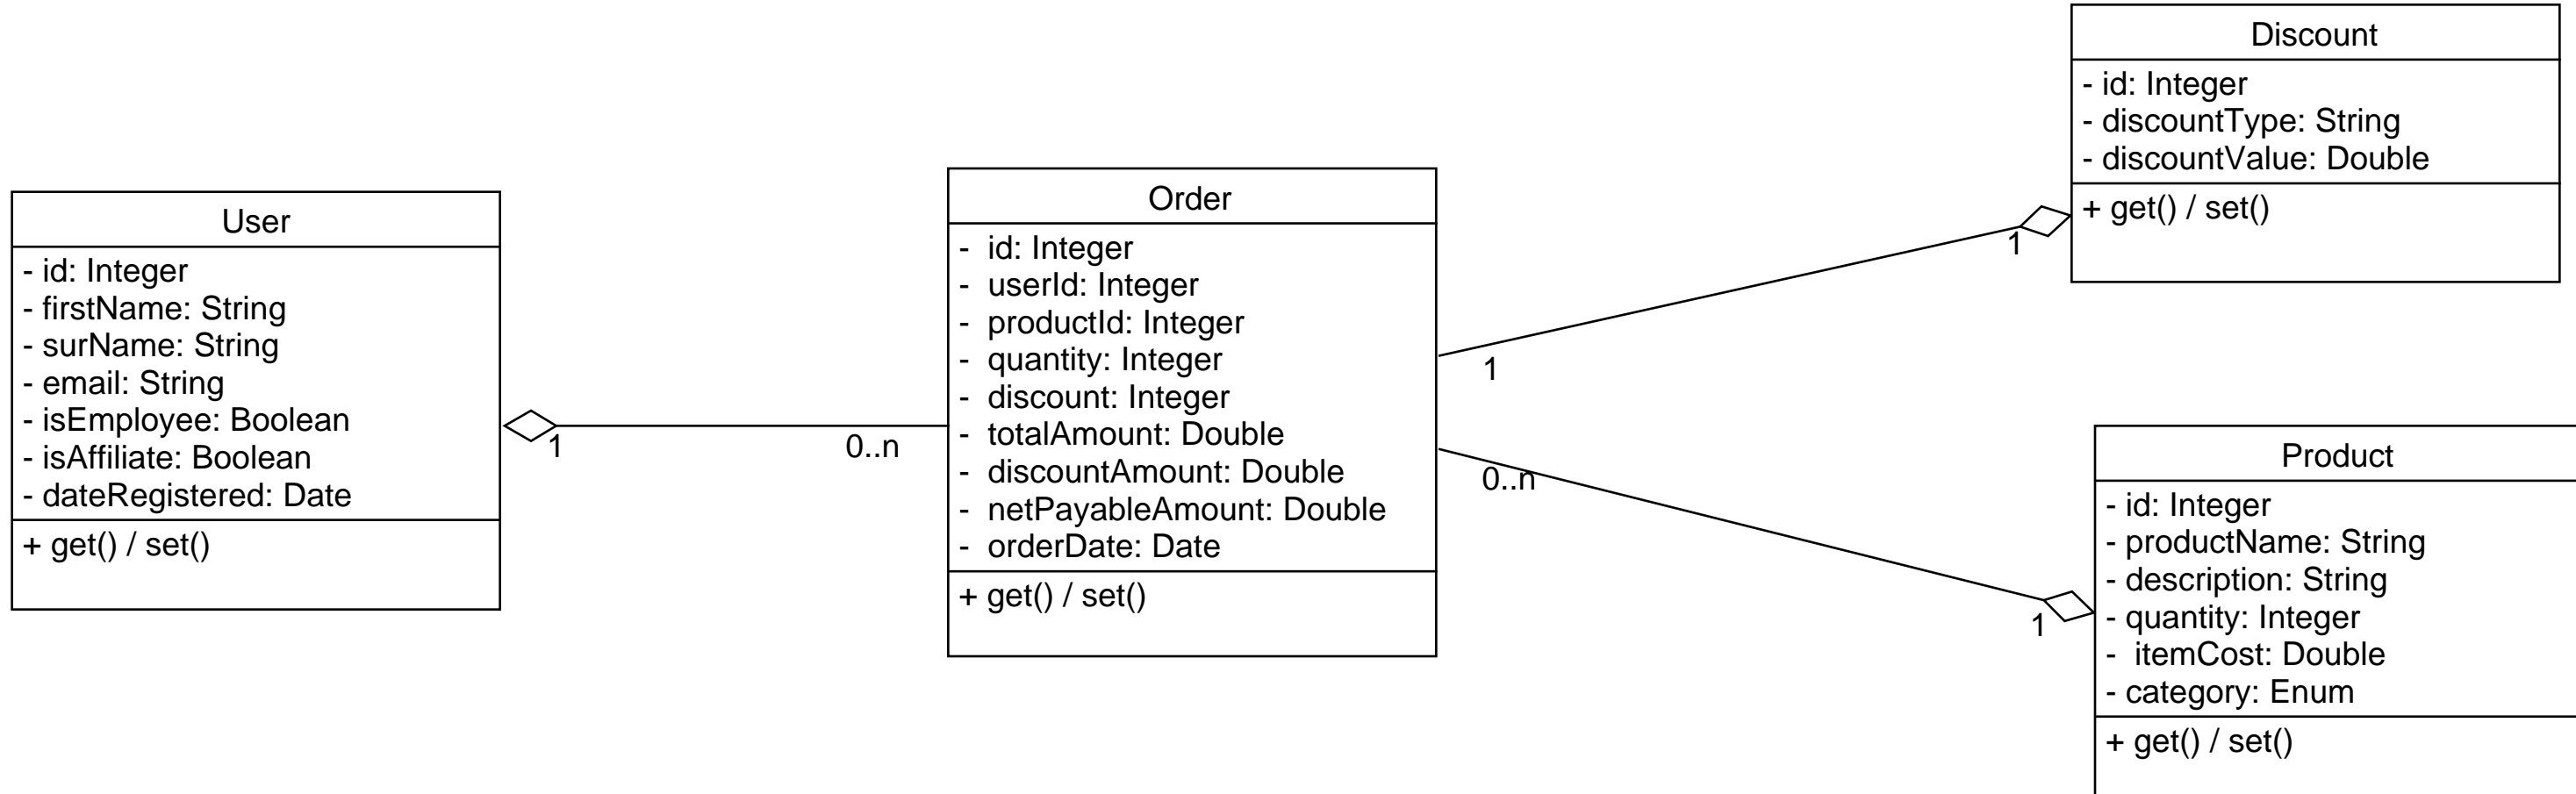 User
- id: Integer
- firstName: String
- surName: String
- email: String
- isEmployee: Boolean
- isAffiliate: Boolean
- dateRegistered: Date
+ get() / set()
1
0..n
Order
- id: Integer
- userId: Integer
- productId: Integer
- quantity: Integer
- discount: Integer
- totalAmount: Double
- discountAmount: Double
- netPayableAmount: Double
- orderDate: Date
+ get() / set()
1
1
0..n
1
Discount
- id: Integer
- discountType: String
- discountValue: Double
+ get() / set()
Product
- id: Integer
- productName: String
- description: String
- quantity: Integer
- itemCost: Double
- category: Enum
+ get() / set()